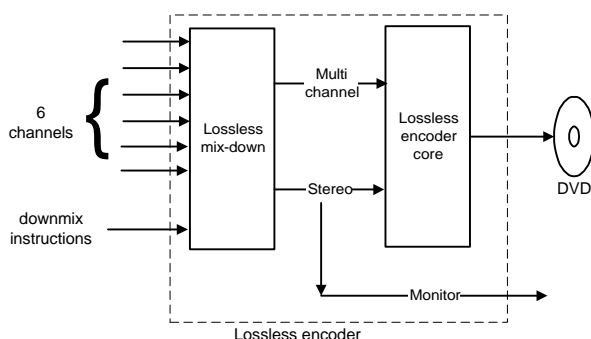 6
channels
downmix
instructions
Lossless
mix-down
Multi
channel
Stereo
Lossless
encoder
core
Monitor
DVD
Lossless encoder